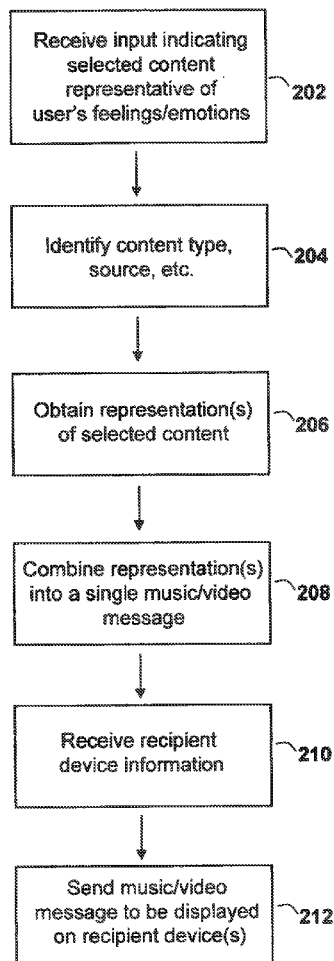 Receive input indicating
selected content
representative of
user's feelings/emotions
202
Identify content type,
source, etc.
204
Obtain representation(s)
of selected content
206
Combine representation(s)
into a single music/video
message
208
Receive recipient
device information
210
Send music/video
message to be displayed
on recipient device(s)
212